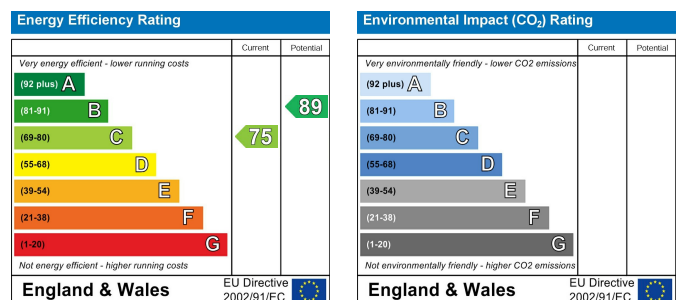 Energy Efficiency Rating
Current Potential
Very energy efficient - lower running costs
(92 plus) A
(81-91) B
89
(69-80) C
75
(55-68) D
(39-54) E
(21-38) F
(1-20) G
Not energy efficient - higher running costs
England & Wales
EU Directive
2002/91/EC
Environmental Impact (CO₂) Rating
Current Potential
Very environmentally friendly - lower CO2 emissions
(92 plus) A
(81-91) B
(69-80) C
(55-68) D
(39-54) E
(21-38) F
(1-20) G
Not environmentally friendly - higher CO2 emissions
England & Wales
EU Directive
2002/91/EC